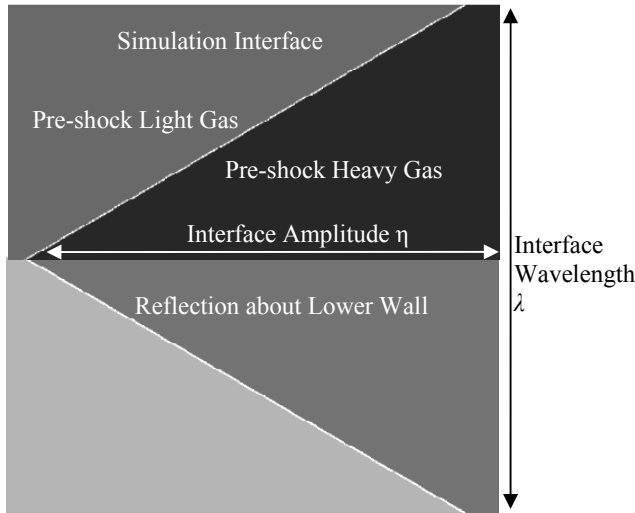 Simulation Interface
Pre-shock Light Gas
Pre-shock Heavy Gas
Interface Amplitude η
Interface
Wavelength
λ
Reflection about Lower Wall